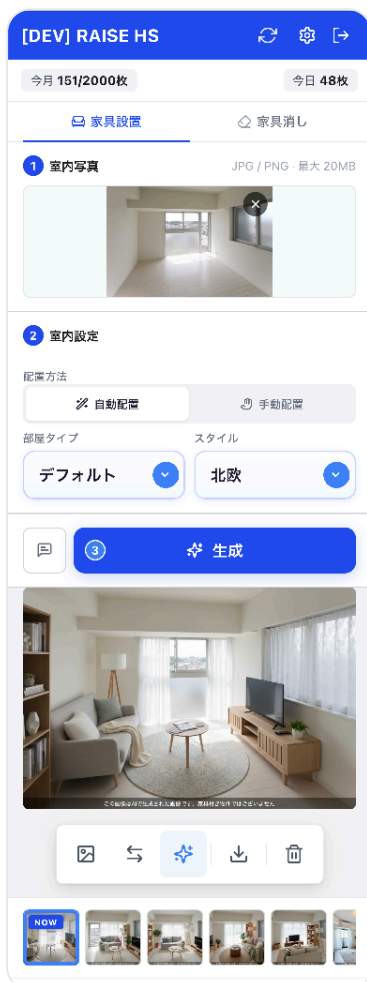 [DEV] RAISE HS
今月 151/2000枚
今日 48枚
家具設置
家具消し
1 室内写真
JPG / PNG · 最大 20MB
2 室内設定
配置方法
自動配置
手動配置
部屋タイプ
スタイル
デフォルト
北欧
3 生成
NOW